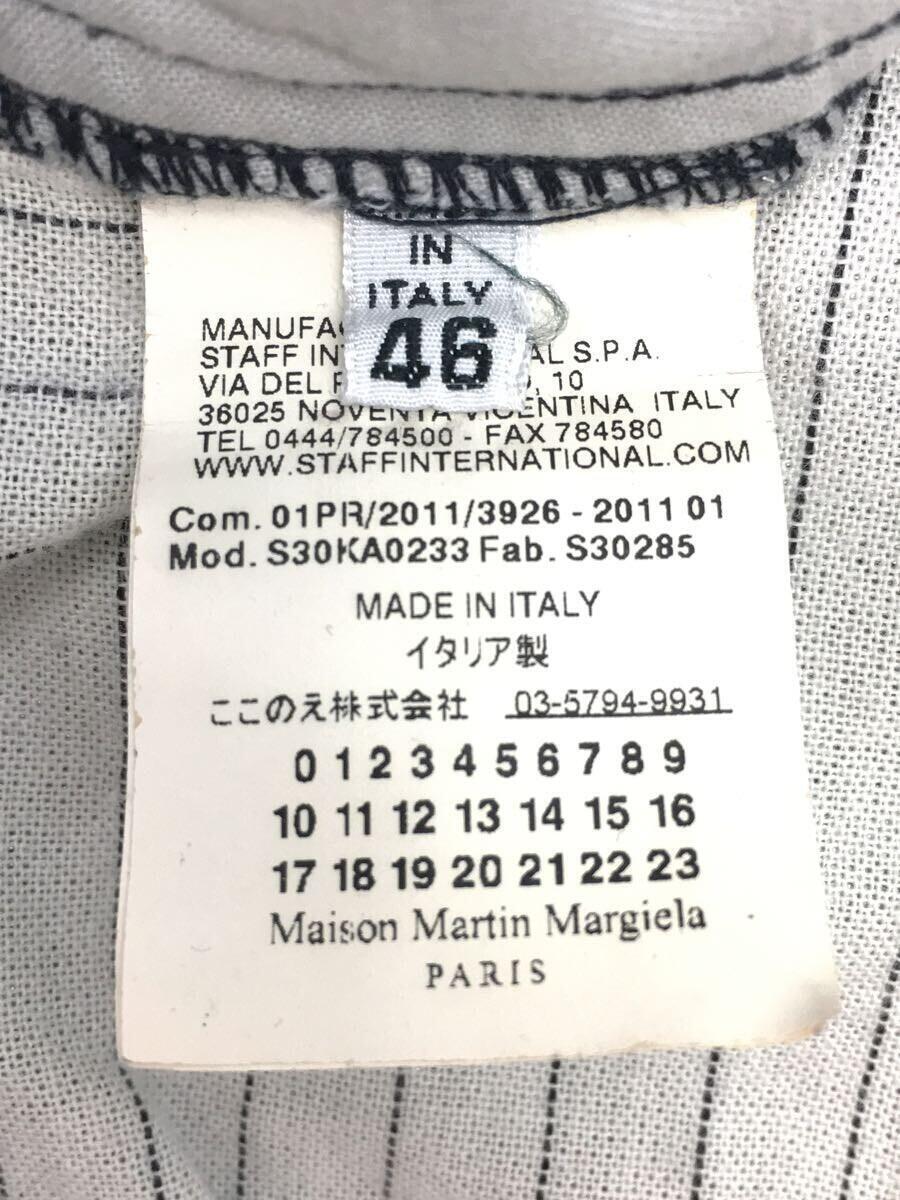 IN
ITALY
46
MANUFA
STAFF IN AL S.P.A.
VIA DEL , 10
36025 NOVENTA VICENTINA ITALY
TEL 0444/784500 - FAX 784580
WWW.STAFFINTERNATIONAL.COM
Com. 01PR/2011/3926 - 2011 01
Mod. S30KA0233 Fab. S30285
MADE IN ITALY
イタリア製
ここのえ株式会社 03-5794-9931
0 1 2 3 4 5 6 7 8 9
10 11 12 13 14 15 16
17 18 19 20 21 22 23
Maison Martin Margiela
PARIS